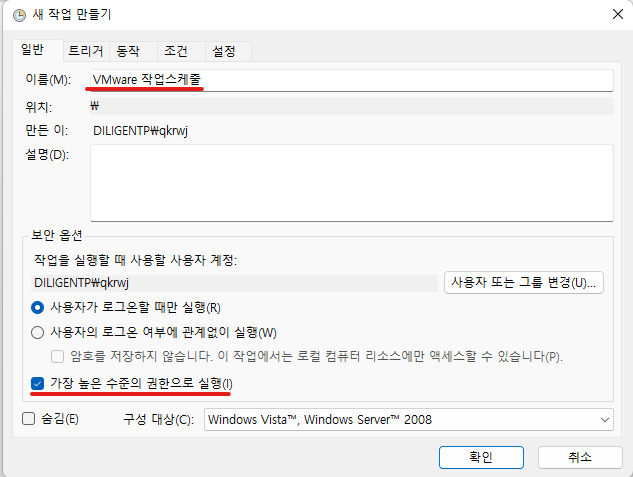 새 작업 만들기
일반 트리거 동작 조건 설정
이름(M): VMware 작업스케줄
위치: ₩
만든 이: DILIGENTP₩qkrwj
설명(D):
보안 옵션
작업을 실행할 때 사용할 사용자 계정:
DILIGENTP₩qkrwj 사용자 또는 그룹 변경(U)...
사용자가 로그온할 때만 실행(R)
사용자의 로그온 여부에 관계없이 실행(W)
암호를 저장하지 않습니다. 이 작업에서는 로컬 컴퓨터 리소스에만 액세스할 수 있습니다(P).
가장 높은 수준의 권한으로 실행(I)
숨김(E) 구성 대상(C): Windows Vista™, Windows Server™ 2008
확인 취소